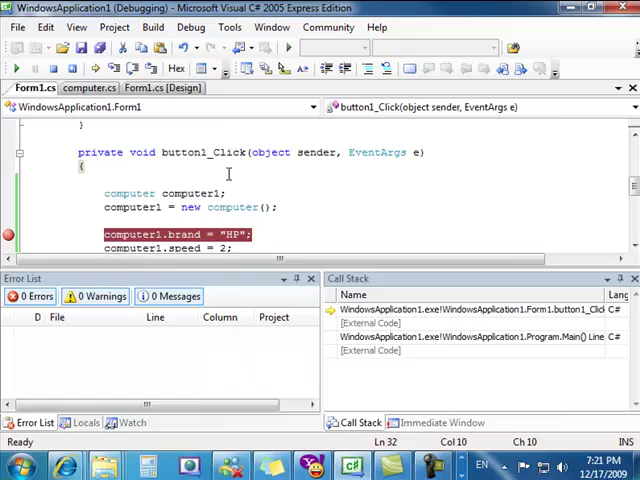 WindowsApplication1 (Debugging) - Microsoft Visual C# 2005 Express Edition
File Edit View Project Build Debug Tools Window Community Help
Hex
Form1.cs computer.cs Form1.cs [Design]
WindowsApplication1.Form1 button1_Click(object sender, EventArgs e)
}
private void button1_Click(object sender, EventArgs e)
{
computer computer1;
computer1 = new computer();
computer1.brand = "HP";
computer1.speed = 2;
Error List Call Stack
0 Errors 0 Warnings 0 Messages
D File Line Column Project
Name Lang
WindowsApplication1.exe!WindowsApplication1.Form1.button1_Click C#
[External Code]
WindowsApplication1.exe!WindowsApplication1.Program.Main() Line C#
[External Code]
Error List Locals Watch Call Stack Immediate Window
Ready Ln 32 Col 10 Ch 10 INS
EN 7:21 PM
12/17/2009